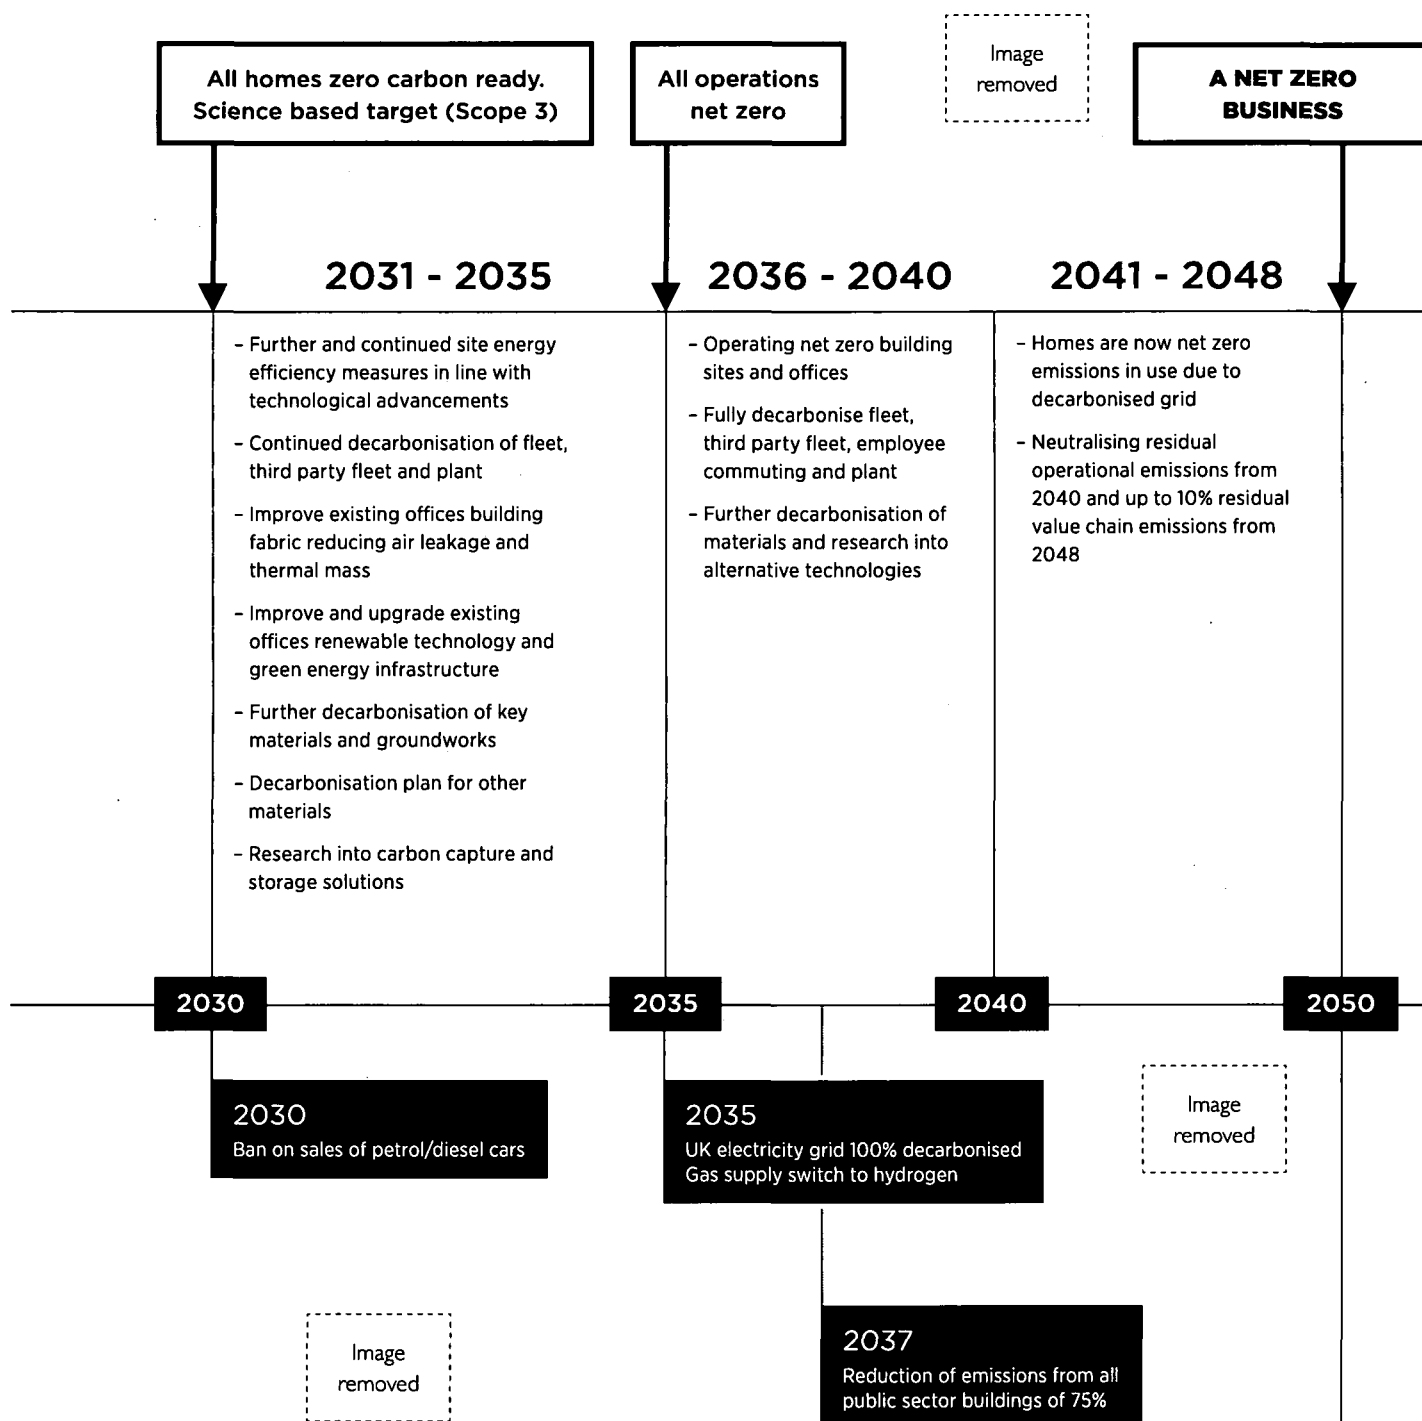 Image
removed
All homes zero carbon ready.
Science based target (Scope 3)
All operations
net zero
A NET ZERO
BUSINESS
2031 - 2035
2036 - 2040
2041 - 2048
– Further and continued site energy
efficiency measures in line with
technological advancements
– Continued decarbonisation of fleet,
third party fleet and plant
– Improve existing offices building
fabric reducing air leakage and
thermal mass
– Improve and upgrade existing
offices renewable technology and
green energy infrastructure
– Further decarbonisation of key
materials and groundworks
– Decarbonisation plan for other
materials
– Research into carbon capture and
storage solutions
– Operating net zero building
sites and offices
– Fully decarbonise fleet,
third party fleet, employee
commuting and plant
– Further decarbonisation of
materials and research into
alternative technologies
– Homes are now net zero
emissions in use due to
decarbonised grid
– Neutralising residual
operational emissions from
2040 and up to 10% residual
value chain emissions from
2048
2030
2035
2040
2050
2030
Ban on sales of petrol/diesel cars
2035
UK electricity grid 100% decarbonised
Gas supply switch to hydrogen
Image
removed
2037
Reduction of emissions from all
public sector buildings of 75%
Image
removed